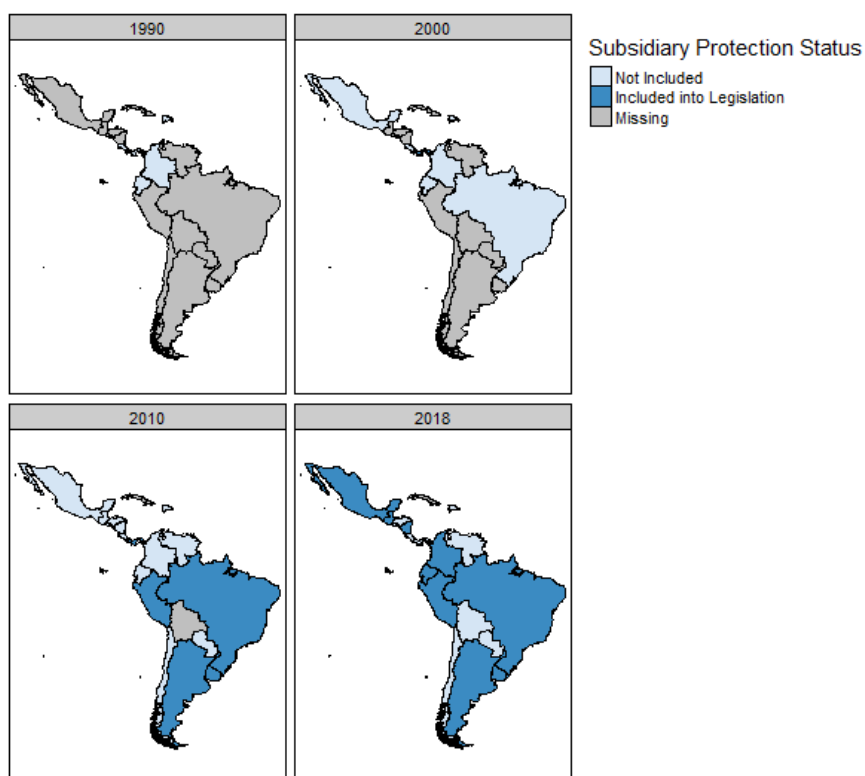 1990
2000
Subsidiary Protection Status
Not Included
Included into Legislation
Missing
2010
2018